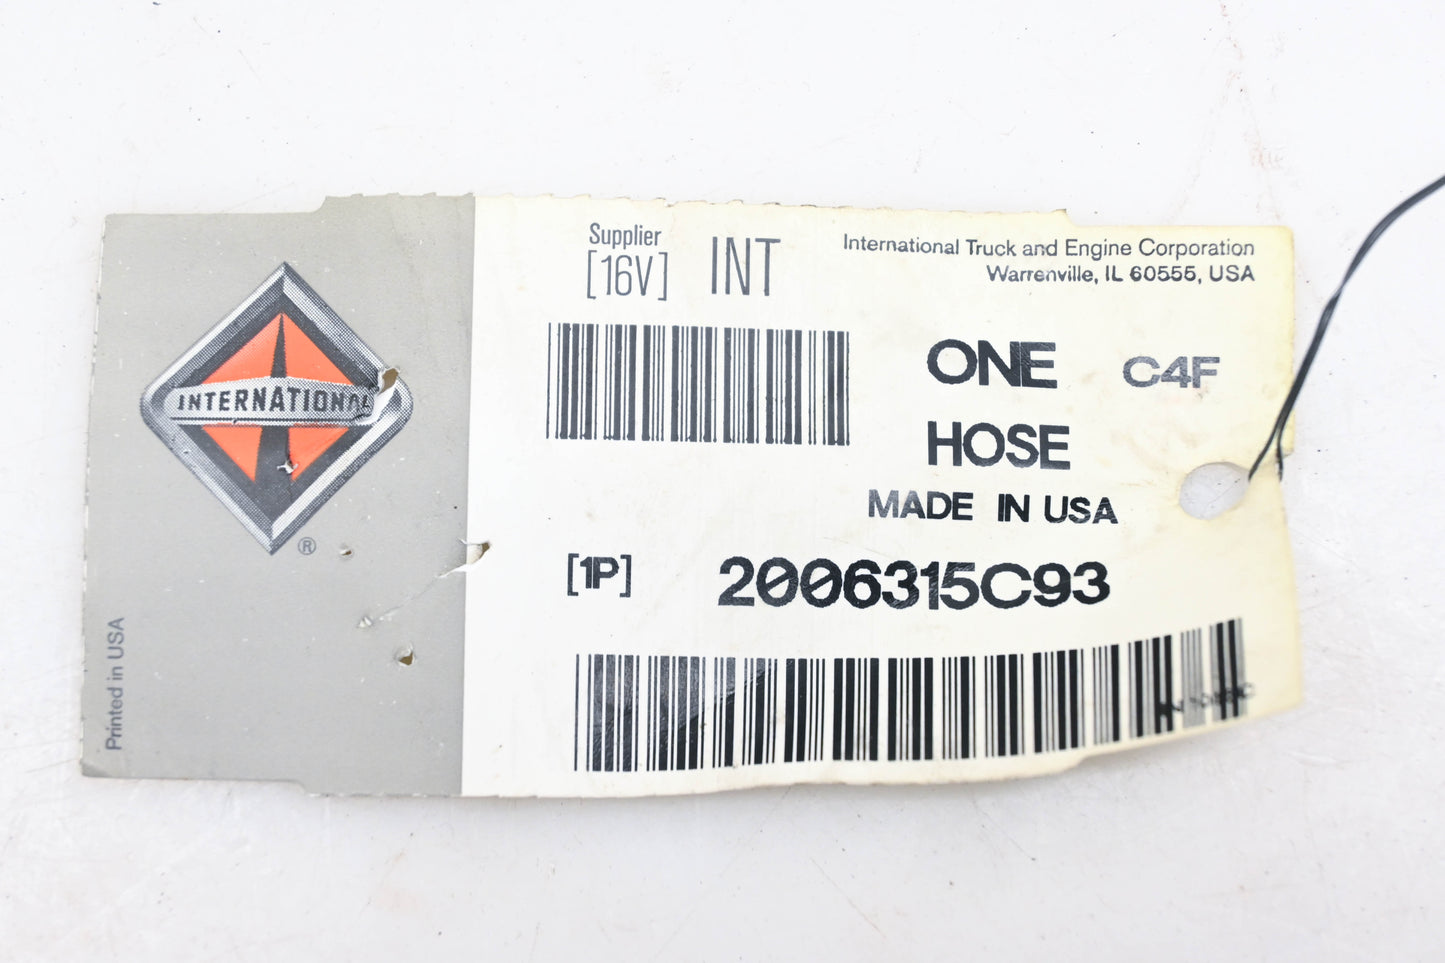 INTERNATIONAL
®
Printed in USA
Supplier
[16V] INT
International Truck and Engine Corporation
Warrenville, IL 60555, USA
ONE C4F
HOSE
MADE IN USA
[1P] 2006315C93